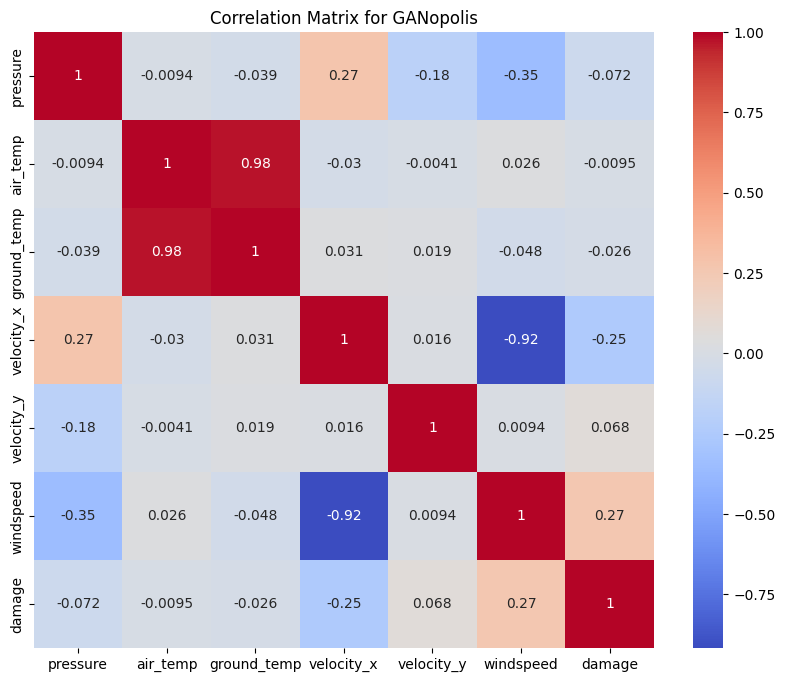 Correlation Matrix for GANopolis
pressure 1 -0.0094 -0.039 0.27 -0.18 -0.35 -0.072
air_temp -0.0094 1 0.98 -0.03 -0.0041 0.026 -0.0095
ground_temp -0.039 0.98 1 0.031 0.019 -0.048 -0.026
velocity_x 0.27 -0.03 0.031 1 0.016 -0.92 -0.25
velocity_y -0.18 -0.0041 0.019 0.016 1 0.0094 0.068
windspeed -0.35 0.026 -0.048 -0.92 0.0094 1 0.27
damage -0.072 -0.0095 -0.026 -0.25 0.068 0.27 1
pressure air_temp ground_temp velocity_x velocity_y windspeed damage
1.00
0.75
0.50
0.25
0.00
−0.25
−0.50
−0.75